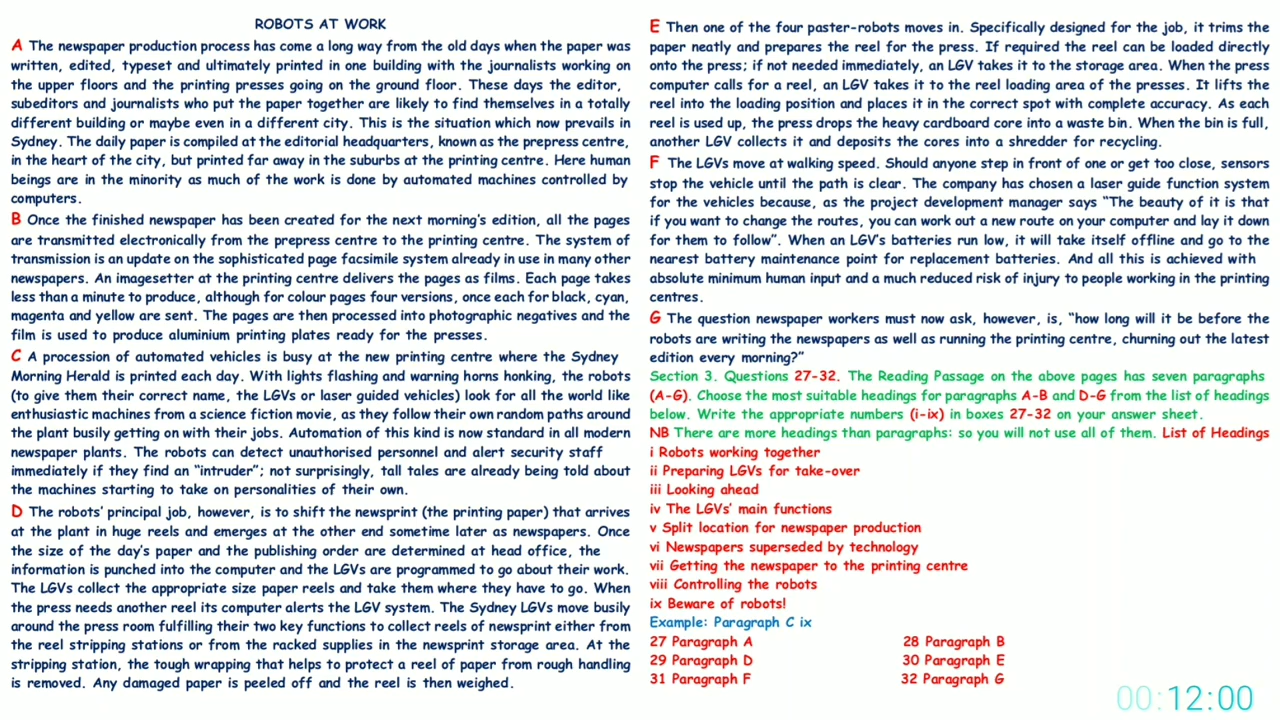 ROBOTS AT WORK
A The newspaper production process has come a long way from the old days when the paper was
written, edited, typeset and ultimately printed in one building with the journalists working on
the upper floors and the printing presses going on the ground floor. These days the editor,
subeditors and journalists who put the paper together are likely to find themselves in a totally
different building or maybe even in a different city. This is the situation which now prevails in
Sydney. The daily paper is compiled at the editorial headquarters, known as the prepress centre,
in the heart of the city, but printed far away in the suburbs at the printing centre. Here human
beings are in the minority as much of the work is done by automated machines controlled by
computers.
B Once the finished newspaper has been created for the next morning's edition, all the pages
are transmitted electronically from the prepress centre to the printing centre. The system of
transmission is an update on the sophisticated page facsimile system already in use in many other
newspapers. An imagesetter at the printing centre delivers the pages as films. Each page takes
less than a minute to produce, although for colour pages four versions, once each for black, cyan,
magenta and yellow are sent. The pages are then processed into photographic negatives and the
film is used to produce aluminium printing plates ready for the presses.
C A procession of automated vehicles is busy at the new printing centre where the Sydney
Morning Herald is printed each day. With lights flashing and warning horns honking, the robots
(to give them their correct name, the LGVs or laser guided vehicles) look for all the world like
enthusiastic machines from a science fiction movie, as they follow their own random paths around
the plant busily getting on with their jobs. Automation of this kind is now standard in all modern
newspaper plants. The robots can detect unauthorised personnel and alert security staff
immediately if they find an "intruder"; not surprisingly, tall tales are already being told about
the machines starting to take on personalities of their own.
D The robots' principal job, however, is to shift the newsprint (the printing paper) that arrives
at the plant in huge reels and emerges at the other end sometime later as newspapers. Once
the size of the day's paper and the publishing order are determined at head office, the
information is punched into the computer and the LGVs are programmed to go about their work.
The LGVs collect the appropriate size paper reels and take them where they have to go. When
the press needs another reel its computer alerts the LGV system. The Sydney LGVs move busily
around the press room fulfilling their two key functions to collect reels of newsprint either from
the reel stripping stations or from the racked supplies in the newsprint storage area. At the
stripping station, the tough wrapping that helps to protect a reel of paper from rough handling
is removed. Any damaged paper is peeled off and the reel is then weighed.
E Then one of the four paster-robots moves in. Specifically designed for the job, it trims the
paper neatly and prepares the reel for the press. If required the reel can be loaded directly
onto the press; if not needed immediately, an LGV takes it to the storage area. When the press
computer calls for a reel, an LGV takes it to the reel loading area of the presses. It lifts the
reel into the loading position and places it in the correct spot with complete accuracy. As each
reel is used up, the press drops the heavy cardboard core into a waste bin. When the bin is full,
another LGV collects it and deposits the cores into a shredder for recycling.
F The LGVs move at walking speed. Should anyone step in front of one or get too close, sensors
stop the vehicle until the path is clear. The company has chosen a laser guide function system
for the vehicles because, as the project development manager says "The beauty of it is that
if you want to change the routes, you can work out a new route on your computer and lay it down
for them to follow". When an LGV's batteries run low, it will take itself offline and go to the
nearest battery maintenance point for replacement batteries. And all this is achieved with
absolute minimum human input and a much reduced risk of injury to people working in the printing
centres.
G The question newspaper workers must now ask, however, is, "how long will it be before the
robots are writing the newspapers as well as running the printing centre, churning out the latest
edition every morning?"
Section 3. Questions 27-32. The Reading Passage on the above pages has seven paragraphs
(A-G). Choose the most suitable headings for paragraphs A-B and D-G from the list of headings
below. Write the appropriate numbers (i-ix) in boxes 27-32 on your answer sheet.
NB There are more headings than paragraphs: so you will not use all of them. List of Headings
i Robots working together
ii Preparing LGVs for take-over
iii Looking ahead
iv The LGVs' main functions
v Split location for newspaper production
vi Newspapers superseded by technology
vii Getting the newspaper to the printing centre
viii Controlling the robots
ix Beware of robots!
Example: Paragraph C ix
27 Paragraph A 28 Paragraph B
29 Paragraph D 30 Paragraph E
31 Paragraph F 32 Paragraph G
00:12:00